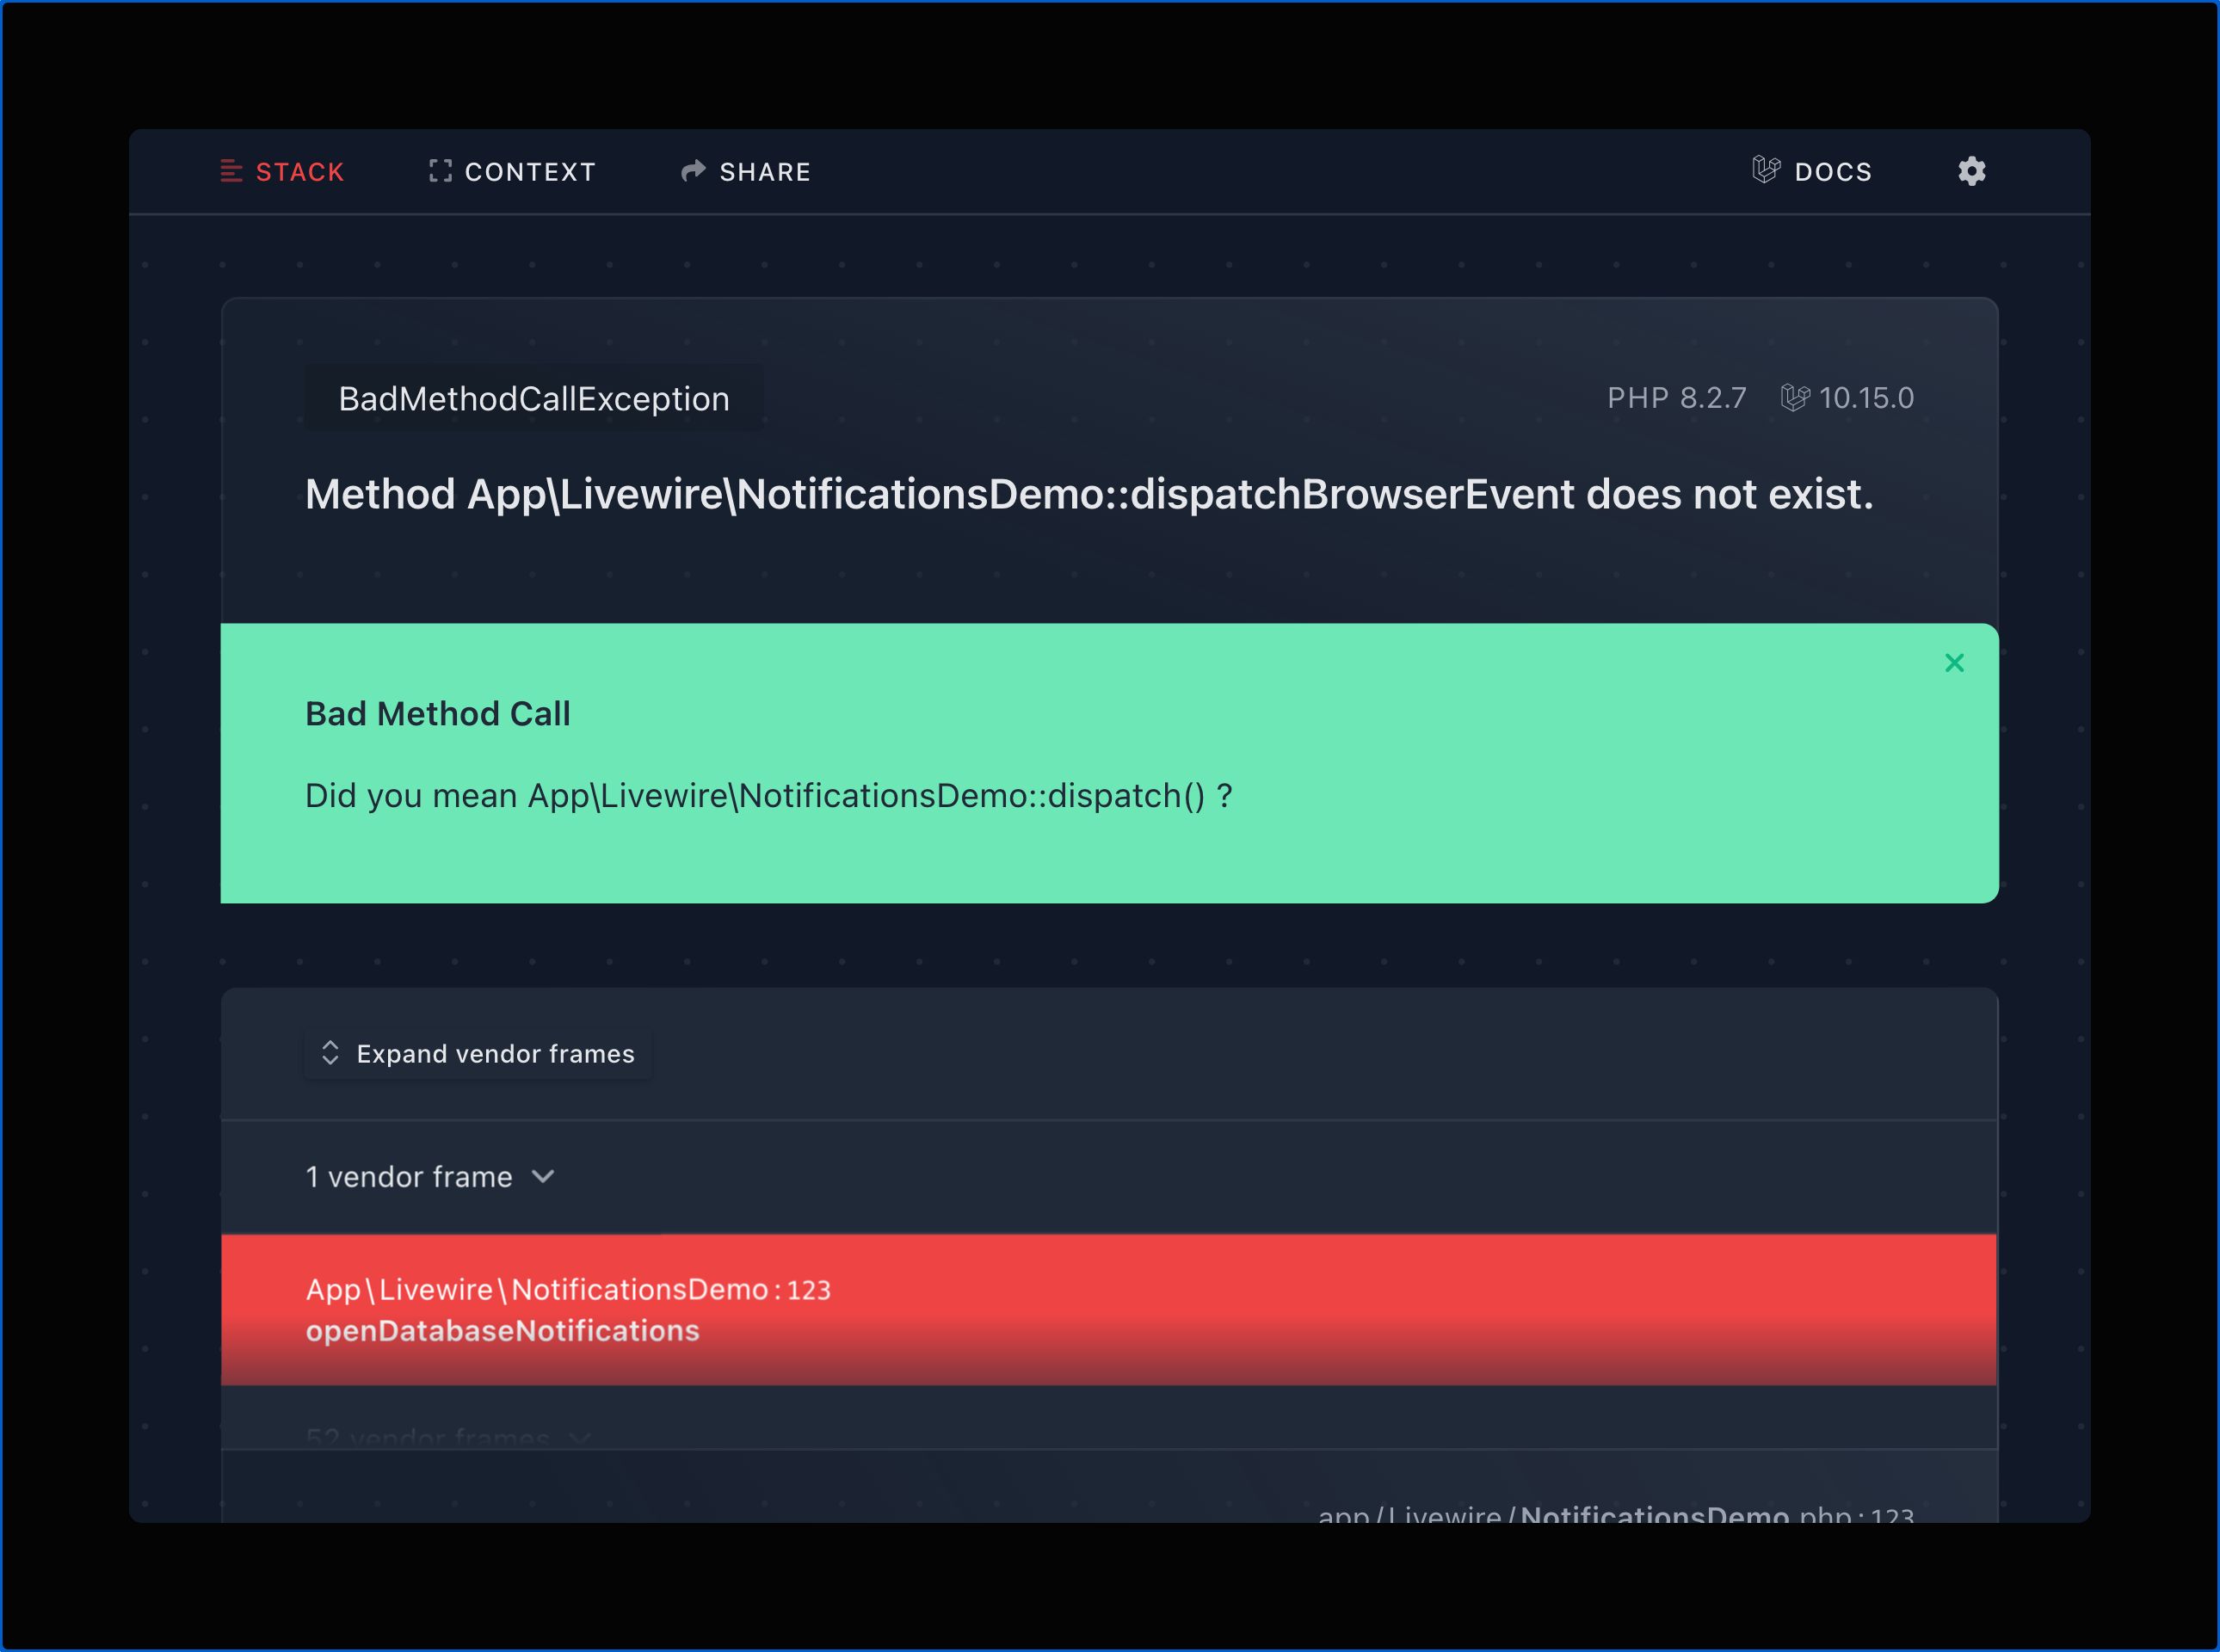 STACK CONTEXT SHARE DOCS
BadMethodCallException PHP 8.2.7 10.15.0
Method App\Livewire\NotificationsDemo::dispatchBrowserEvent does not exist.
Bad Method Call
Did you mean App\Livewire\NotificationsDemo::dispatch() ?
Expand vendor frames
1 vendor frame
App\Livewire\NotificationsDemo:123
openDatabaseNotifications
52 vendor frames
app/Livewire/NotificationsDemo.php:123